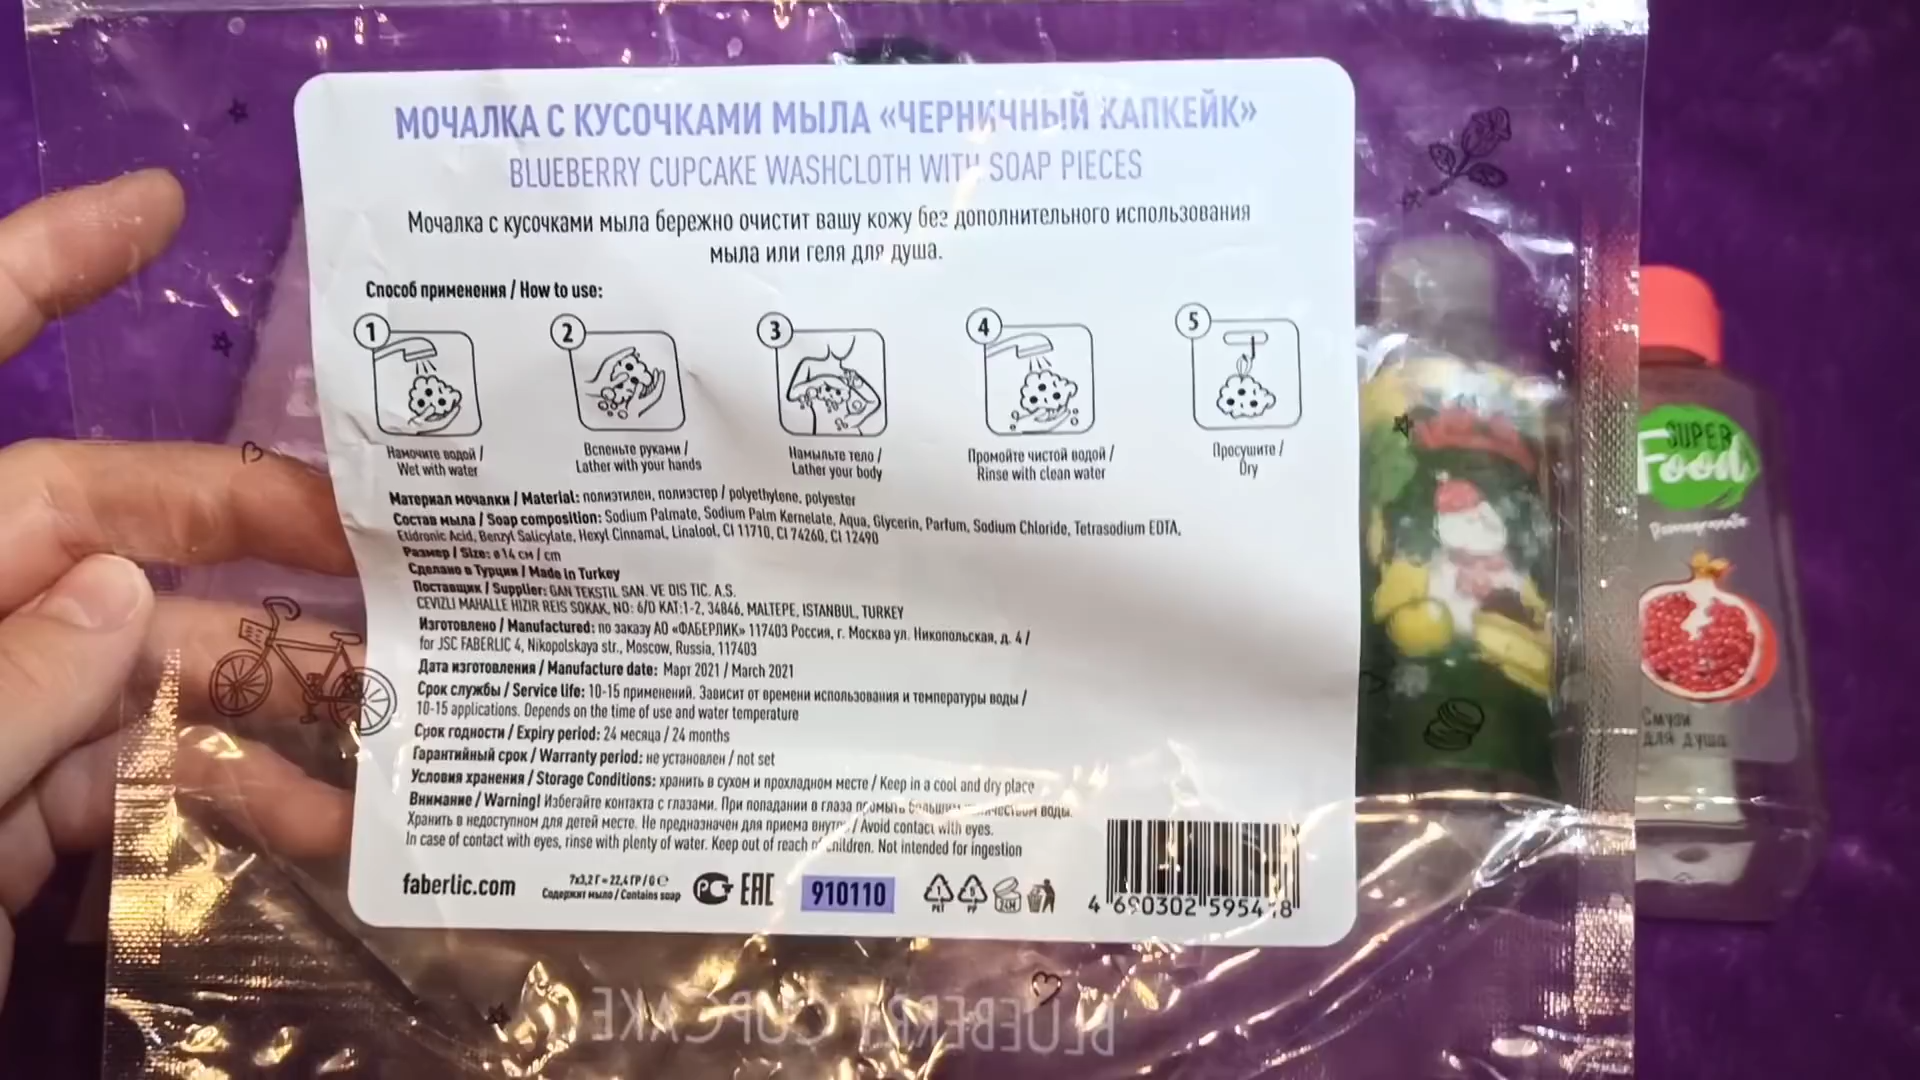 МОЧАЛКА С КУСОЧКАМИ МЫЛА «ЧЕРНИЧНЫЙ КАПКЕЙК»
BLUEBERRY CUPCAKE WASHCLOTH WITH SOAP PIECES
Мочалка с кусочками мыла бережно очистит вашу кожу без дополнительного использования
мыла или геля для душа.
Способ применения / How to use:
1 2 3 4 5
Намочите водой /
Wet with water
Вспеньте руками /
Lather with your hands
Намыльте тело /
Lather your body
Промойте чистой водой /
Rinse with clean water
Просушите /
Dry
Материал мочалки / Material: полиэтилен, полиэстер / polyethylene, polyester
Состав мыла / Soap composition: Sodium Palmate, Sodium Palm Kernelate, Aqua, Glycerin, Parfum, Sodium Chloride, Tetrasodium EDTA,
Etidronic Acid, Benzyl Salicylate, Hexyl Cinnamal, Linalool, CI 11710, CI 74260, CI 12490
Размер / Size: ⌀14 см / cm
Сделано в Турции / Made in Turkey
Поставщик / Supplier: GAN TEKSTIL SAN. VE DIS TIC. A.S.
CEVIZLI MAHALLE HIZIR REIS SOKAK, NO: 6/D KAT:1-2, 34846, MALTEPE, ISTANBUL, TURKEY
Изготовлено / Manufactured: по заказу АО «ФАБЕРЛИК» 117403 Россия, г. Москва ул. Никопольская, д. 4 /
for JSC FABERLIC 4, Nikopolskaya str., Moscow, Russia, 117403
Дата изготовления / Manufacture date: Март 2021 / March 2021
Срок службы / Service life: 10-15 применений. Зависит от времени использования и температуры воды /
10-15 applications. Depends on the time of use and water temperature
Срок годности / Expiry period: 24 месяца / 24 months
Гарантийный срок / Warranty period: не установлен / not set
Условия хранения / Storage Conditions: хранить в сухом и прохладном месте / Keep in a cool and dry place
Внимание / Warning! Избегайте контакта с глазами. При попадании в глаза промыть большим количеством воды.
Хранить в недоступном для детей месте. Не предназначен для приема внутрь / Avoid contact with eyes.
In case of contact with eyes, rinse with plenty of water. Keep out of reach of children. Not intended for ingestion
faberlic.com
7x3,2 Г = 22,4 ГР/G ℮
Содержит мыло / Contains soap
РСТ ЕАС
910110
PET PP 24M
4 690302 595418
BLUEBERRY CUPCAKE
SUPER
Food
Pomegranate
Смузи
для душа